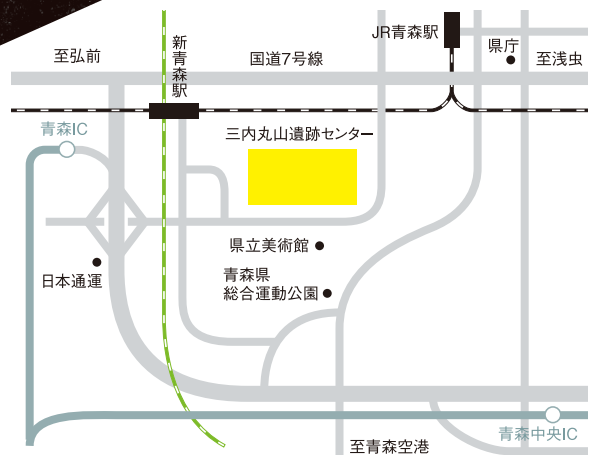 JR青森駅
県庁
至弘前
新青森駅
国道7号線
至浅虫
青森IC
三内丸山遺跡センター
県立美術館
青森県
総合運動公園
日本通運
青森中央IC
至青森空港